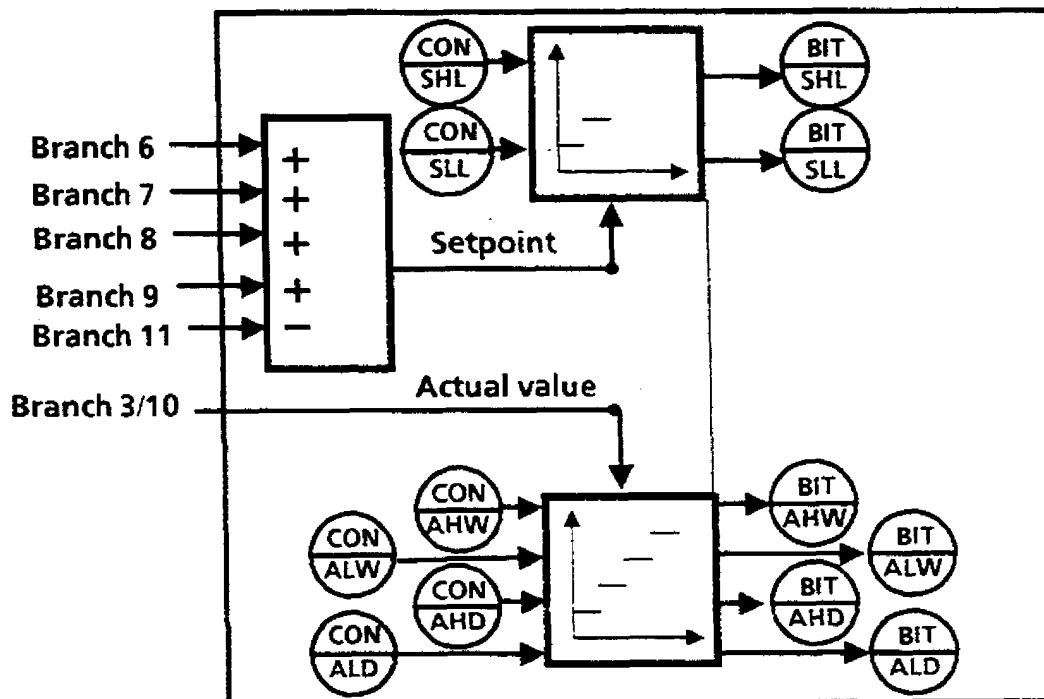 CON
SHL
BIT
SHL
CON
SLL
BIT
SLL
Branch 6
+
Branch 7
+
Branch 8
+
Setpoint
Branch 9
+
Branch 11
−
Actual value
Branch 3/10
CON
AHW
BIT
AHW
CON
ALW
BIT
ALW
CON
AHD
BIT
AHD
CON
ALD
BIT
ALD